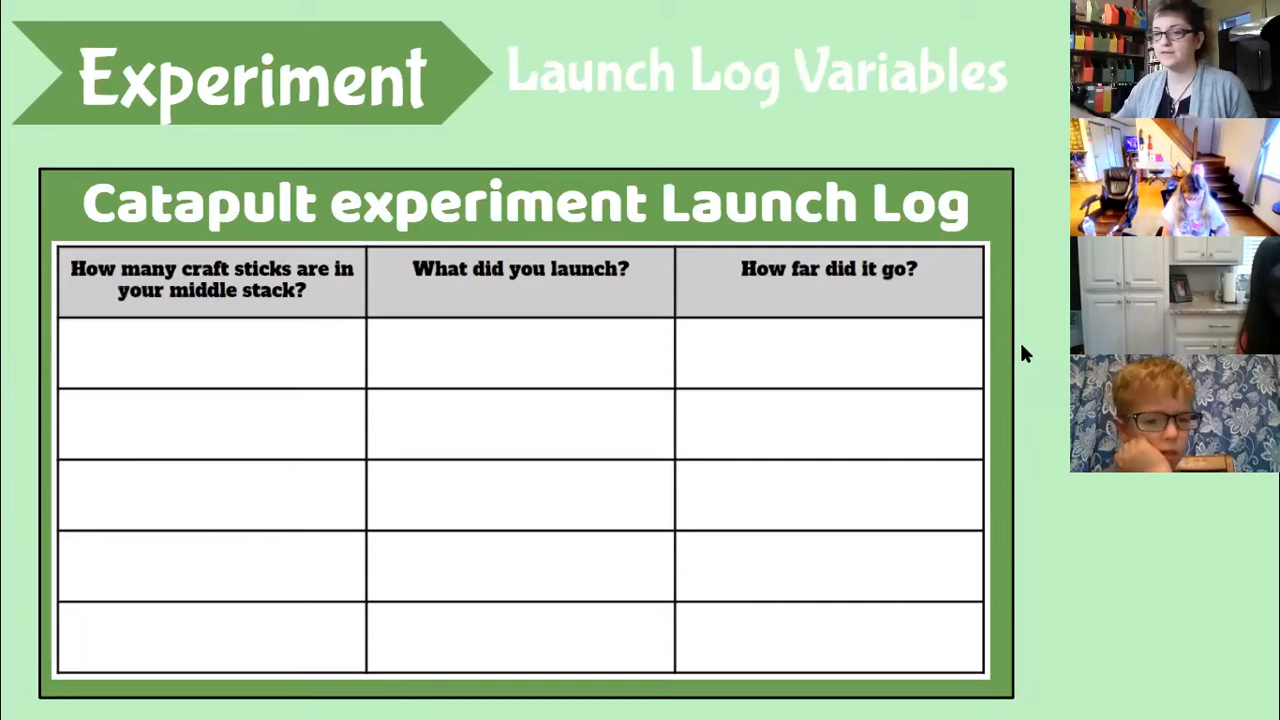 Experiment
Launch Log Variables
Catapult experiment Launch Log
How many craft sticks are in
your middle stack?
What did you launch?
How far did it go?